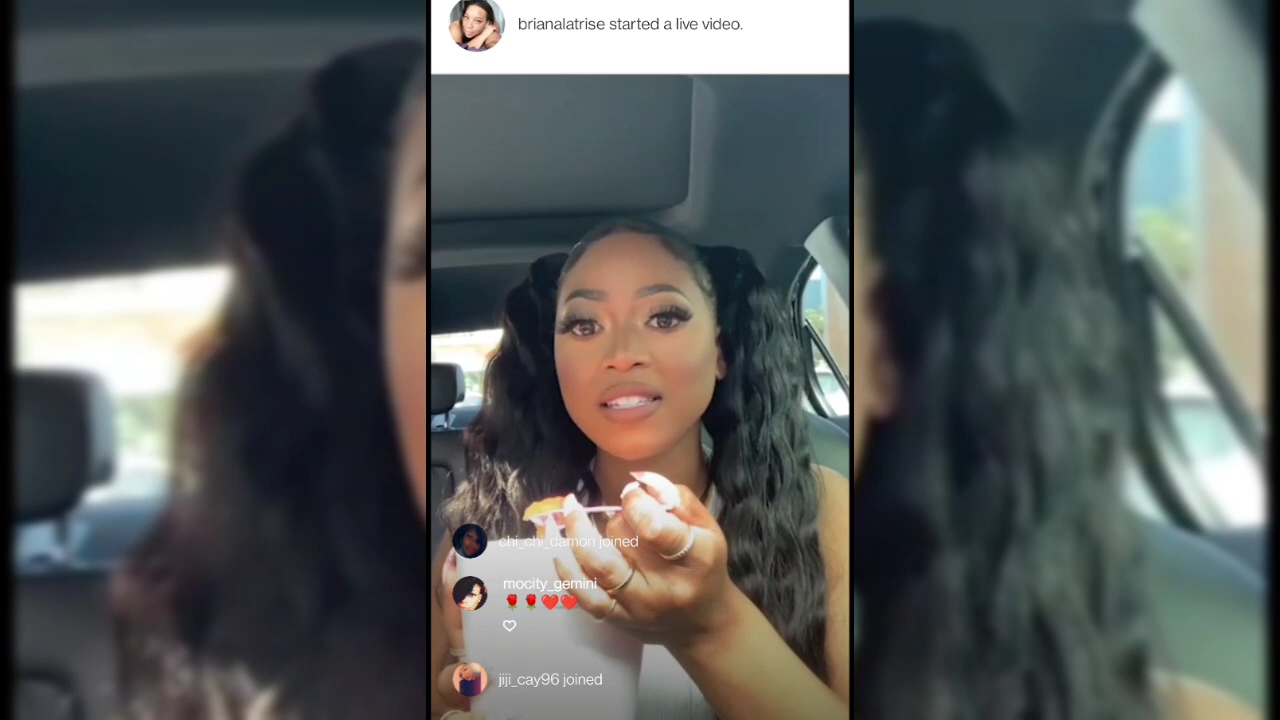 brianalatrise started a live video.
chi_chi_damon joined
mocity_gemini
🌹🌹❤️❤️
jiji_cay96 joined